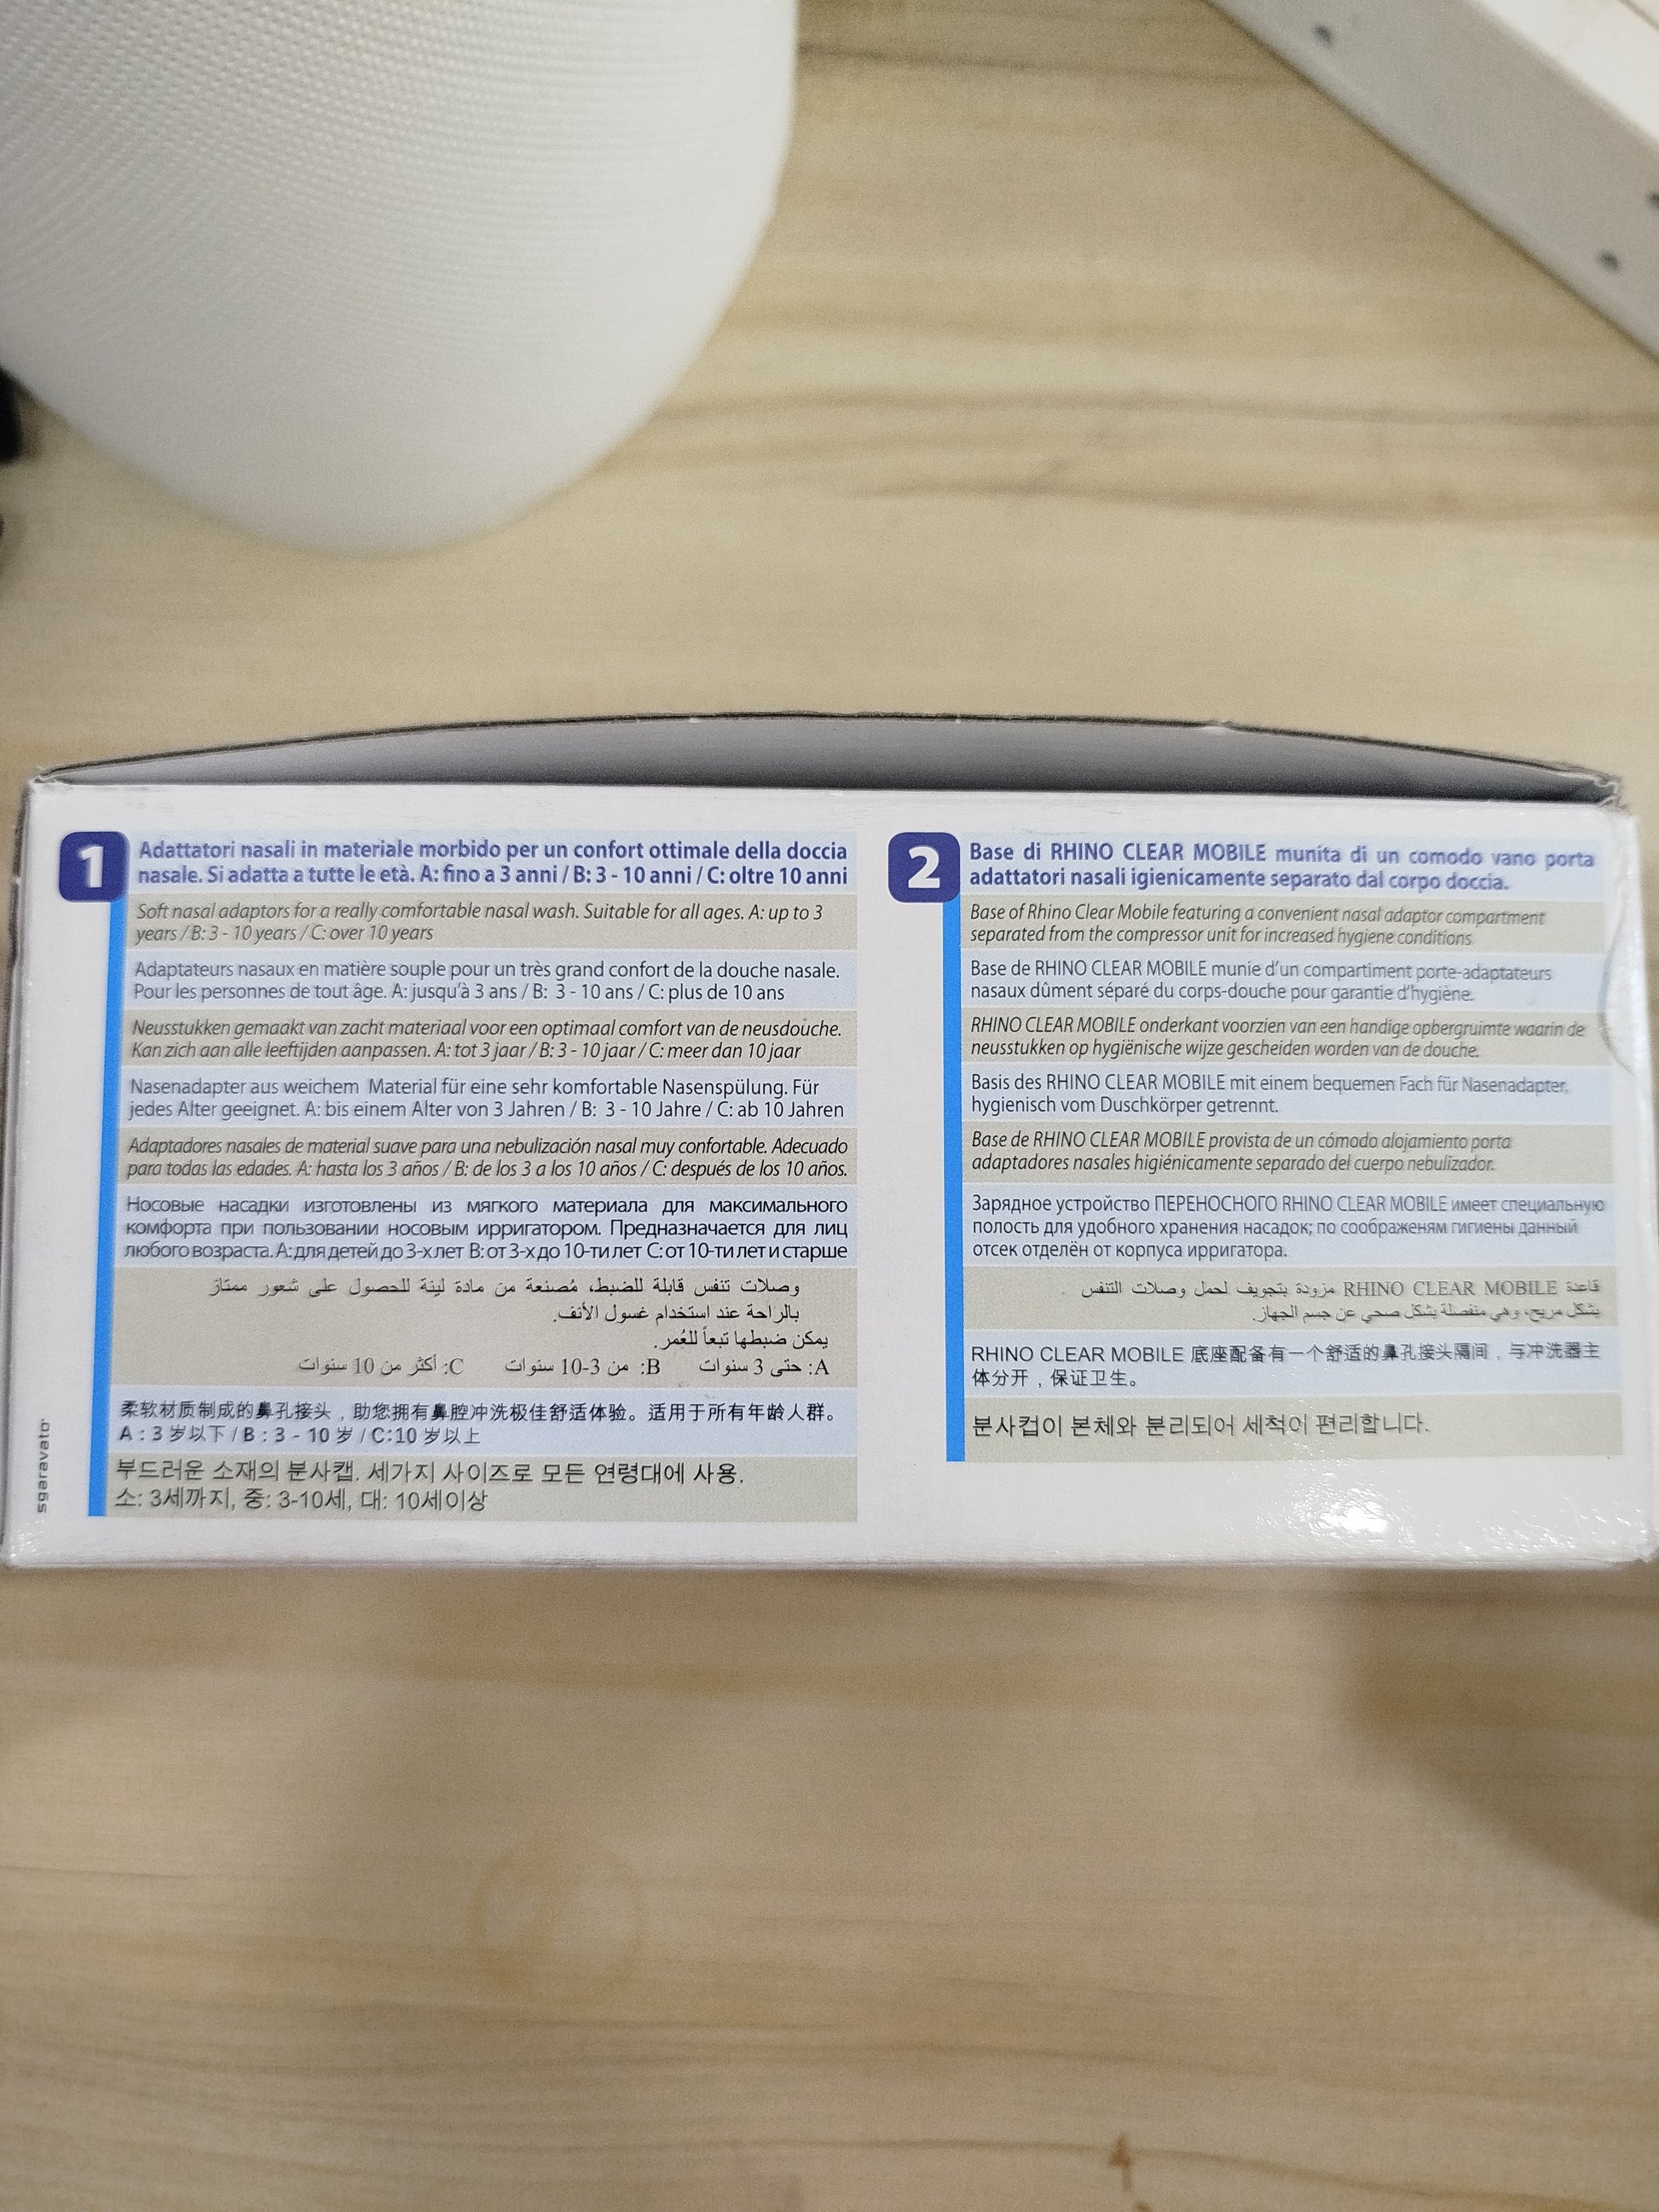 1
Adattatori nasali in materiale morbido per un confort ottimale della doccia
nasale. Si adatta a tutte le età. A: fino a 3 anni / B: 3 - 10 anni / C: oltre 10 anni
Soft nasal adaptors for a really comfortable nasal wash. Suitable for all ages. A: up to 3
years / B: 3 - 10 years / C: over 10 years
Adaptateurs nasaux en matière souple pour un très grand confort de la douche nasale.
Pour les personnes de tout âge. A: jusqu'à 3 ans / B: 3 - 10 ans / C: plus de 10 ans
Neusstukken gemaakt van zacht materiaal voor een optimaal comfort van de neusdouche.
Kan zich aan alle leeftijden aanpassen. A: tot 3 jaar / B: 3 - 10 jaar / C: meer dan 10 jaar
Nasenadapter aus weichem Material für eine sehr komfortable Nasenspülung. Für
jedes Alter geeignet. A: bis einem Alter von 3 Jahren / B: 3 - 10 Jahre / C: ab 10 Jahren
Adaptadores nasales de material suave para una nebulización nasal muy confortable. Adecuado
para todas las edades. A: hasta los 3 años / B: de los 3 a los 10 años / C: después de los 10 años.
Носовые насадки изготовлены из мягкого материала для максимального
комфорта при пользовании носовым ирригатором. Предназначается для лиц
любого возраста. А: для детей до 3-х лет В: от 3-х до 10-ти лет С: от 10-ти лет и старше
وصلات تنفس قابلة للضبط، مُصنعة من مادة لينة للحصول على شعور ممتاز
بالراحة عند استخدام غسول الأنف.
يمكن ضبطها تبعاً للعُمر.
A: حتى 3 سنوات B: من 3-10 سنوات C: أكثر من 10 سنوات
柔软材质制成的鼻孔接头，助您拥有鼻腔冲洗极佳舒适体验。适用于所有年龄人群。
A : 3 岁以下 / B : 3 - 10 岁 / C:10 岁以上
부드러운 소재의 분사캡. 세가지 사이즈로 모든 연령대에 사용.
소: 3세까지, 중: 3-10세, 대: 10세이상
sgaravato
2
Base di RHINO CLEAR MOBILE munita di un comodo vano porta
adattatori nasali igienicamente separato dal corpo doccia.
Base of Rhino Clear Mobile featuring a convenient nasal adaptor compartment
separated from the compressor unit for increased hygiene conditions
Base de RHINO CLEAR MOBILE munie d'un compartiment porte-adaptateurs
nasaux dûment séparé du corps-douche pour garantie d'hygiène.
RHINO CLEAR MOBILE onderkant voorzien van een handige opbergruimte waarin de
neusstukken op hygiënische wijze gescheiden worden van de douche.
Basis des RHINO CLEAR MOBILE mit einem bequemen Fach für Nasenadapter,
hygienisch vom Duschkörper getrennt.
Base de RHINO CLEAR MOBILE provista de un cómodo alojamiento porta
adaptadores nasales higiénicamente separado del cuerpo nebulizador.
Зарядное устройство ПЕРЕНОСНОГО RHINO CLEAR MOBILE имеет специальную
полость для удобного хранения насадок; по соображеням гигиены данный
отсек отделён от корпуса ирригатора.
قاعدة RHINO CLEAR MOBILE مزودة بتجويف لحمل وصلات التنفس
بشكل مريح، وهي منفصلة بشكل صحي عن جسم الجهاز.
RHINO CLEAR MOBILE 底座配备有一个舒适的鼻孔接头隔间，与冲洗器主
体分开，保证卫生。
분사컵이 본체와 분리되어 세척이 편리합니다.